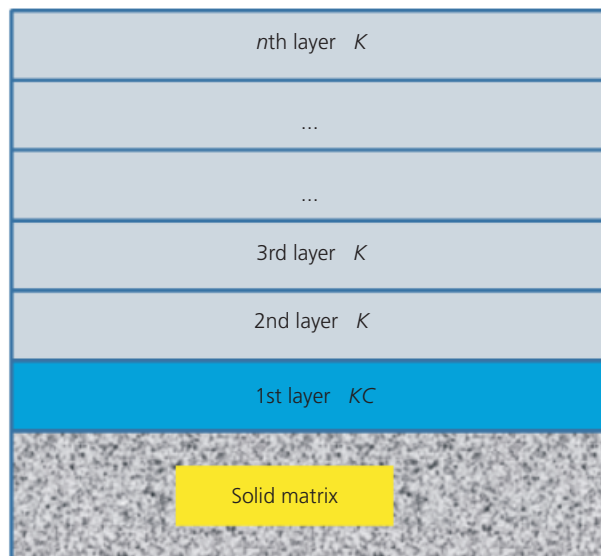 nth layer K
...
...
3rd layer K
2nd layer K
1st layer KC
Solid matrix